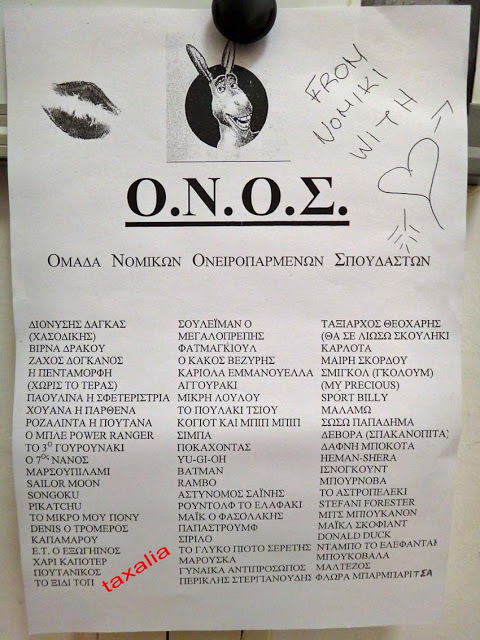 FROM
NOMIKI
WITH
Ο.Ν.Ο.Σ.
ΟΜΑΔΑ ΝΟΜΙΚΩΝ ΟΝΕΙΡΟΠΑΡΜΕΝΩΝ ΣΠΟΥΔΑΣΤΩΝ
ΔΙΟΝΥΣΗΣ ΔΑΓΚΑΣ
(ΧΑΣΟΔΙΚΗΣ)
ΒΙΡΝΑ ΔΡΑΚΟΥ
ΖΑΧΟΣ ΔΟΓΚΑΝΟΣ
Η ΠΕΝΤΑΜΟΡΦΗ
(ΧΩΡΙΣ ΤΟ ΤΕΡΑΣ)
ΠΑΟΥΛΙΝΑ Η ΣΦΕΤΕΡΙΣΤΡΙΑ
ΧΟΥΑΝΑ Η ΠΑΡΘΕΝΑ
ΡΟΖΑΛΙΝΤΑ Η ΠΟΥΤΑΝΑ
Ο ΜΠΛΕ POWER RANGER
ΤΟ 3Ο ΓΟΥΡΟΥΝΑΚΙ
Ο 7ος ΝΑΝΟΣ
ΜΑΡΣΟΥΠΙΛΑΜΙ
SAILOR MOON
SONGOKU
PIKATCHU
ΤΟ ΜΙΚΡΟ ΜΟΥ ΠΟΝΥ
DENIS Ο ΤΡΟΜΕΡΟΣ
ΚΑΠΑΜΑΡΟΥ
Ε.Τ. Ο ΕΞΩΓΗΙΝΟΣ
ΧΑΡΙ ΚΑΠΟΤΕΡ
ΠΟΥΤΑΝΙΚΟΣ
ΤΟ ΞΙΔΙ ΤΟΠ
ΣΟΥΛΕΪΜΑΝ Ο
ΜΕΓΑΛΟΠΡΕΠΗΣ
ΦΑΤΜΑΓΚΙΟΥΛ
Ο ΚΑΚΟΣ ΒΕΖΥΡΗΣ
ΚΑΡΙΟΛΑ ΕΜΜΑΝΟΥΕΛΛΑ
ΑΓΓΟΥΡΑΚΙ
ΜΙΚΡΗ ΛΟΥΛΟΥ
ΤΟ ΠΟΥΛΑΚΙ ΤΣΙΟΥ
ΚΟΓΙΟΤ ΚΑΙ ΜΠΙΠ ΜΠΙΠ
ΣΙΜΠΑ
ΠΟΚΑΧΟΝΤΑΣ
YU-GI-OH
BATMAN
RAMBO
ΑΣΤΥΝΟΜΟΣ ΣΑΪΝΗΣ
ΡΟΥΝΤΟΛΦ ΤΟ ΕΛΑΦΑΚΙ
ΜΑΪΚ Ο ΦΑΣΟΛΑΚΗΣ
ΠΑΠΑΣΤΡΟΥΜΦ
ΣΙΡΙΛΟ
ΤΟ ΓΛΥΚΟ ΠΙΟΤΟ ΣΕΡΕΤΗΣ
ΜΑΡΟΥΣΚΑ
ΓΥΝΑΙΚΑ ΑΝΤΙΠΡΟΣΩΠΟΣ
ΠΕΡΙΚΛΗΣ ΣΤΕΡΓΙΑΝΟΥΔΗΣ
ΤΑΞΙΑΡΧΟΣ ΘΕΟΧΑΡΗΣ
(ΘΑ ΣΕ ΛΙΩΣΩ ΣΚΟΥΛΗΚΙ
ΚΑΡΛΟΤΑ
ΜΑΙΡΗ ΣΚΟΡΔΟΥ
ΣΜΙΓΚΟΛ (ΓΚΟΛΟΥΜ)
(MY PRECIOUS)
SPORT BILLY
ΜΑΛΑΜΩ
ΣΩΣΩ ΠΑΠΑΔΗΜΑ
ΔΕΒΟΡΑ (ΣΠΑΚΑΝΟΠΙΤΑ)
ΔΑΦΝΗ ΜΠΟΚΟΤΑ
HEMAN-SHERA
ΙΣΝΟΓΚΟΥΝΤ
ΜΠΟΥΡΝΟΒΑ
ΤΟ ΑΣΤΡΟΠΕΛΕΚΙ
STEFANI FORESTER
ΜΙΤΣ ΜΠΙΟΥΚΑΝΟΝ
ΜΑΪΚΛ ΣΚΟΦΙΛΝΤ
DONALD DUCK
ΝΤΑΜΠΟ ΤΟ ΕΛΕΦΑΝΤΑΚ
ΜΠΟΥΚΟΒΑΛΑ
ΜΑΛΤΕΖΟΣ
ΦΛΩΡΑ ΜΠΑΡΜΠΑΡΙΤΣΑ
taxalia